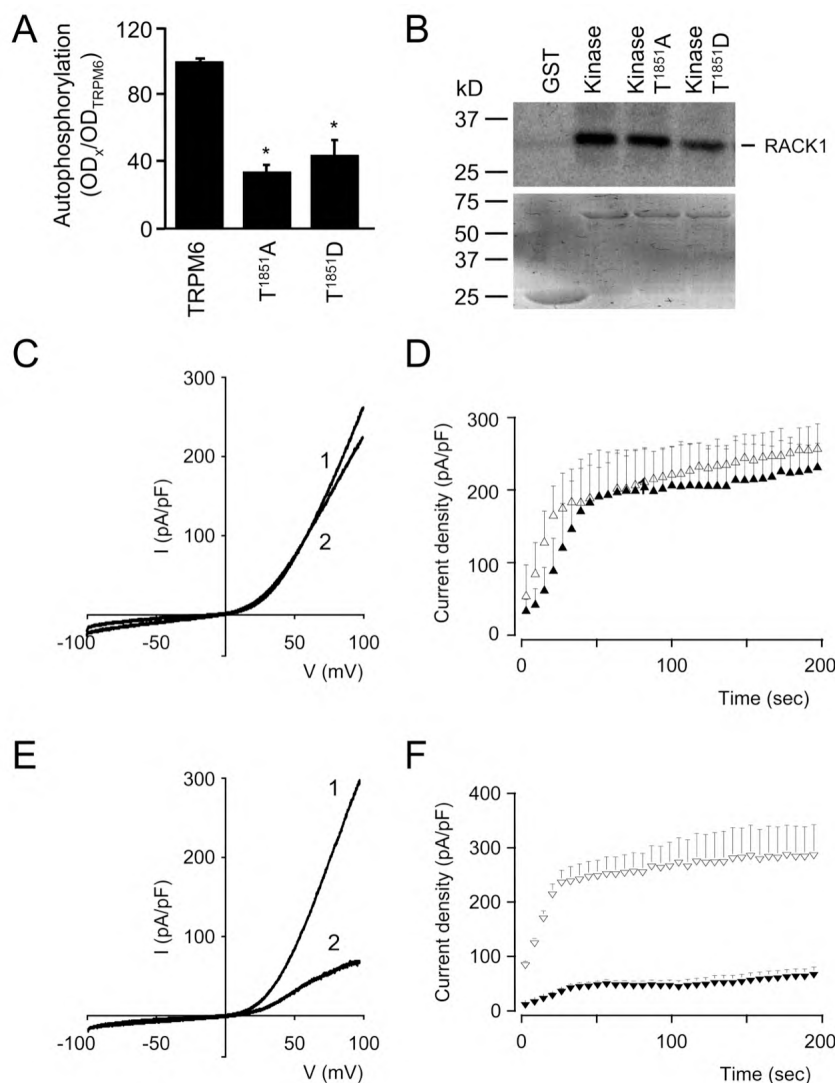 A
Autophosphorylation
(ODx/ODTRPM6)
120
80
40
0
*
*
TRPM6
T1851A
T1851D
B
kD
GST
Kinase
Kinase
T1851A
Kinase
T1851D
37
25
RACK1
75
50
37
25
C
I (pA/pF)
300
200
100
1
2
-100
-50
0
50
100
V (mV)
D
Current density (pA/pF)
300
200
100
0
0
100
200
Time (sec)
E
I (pA/pF)
300
200
100
1
2
-100
-50
0
50
100
V (mV)
F
Current density (pA/pF)
400
300
200
100
0
0
100
200
Time (sec)